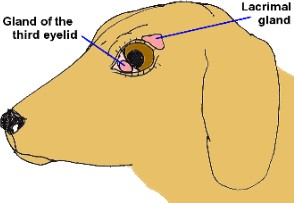 Gland of the
third eyelid
Lacrimal
gland